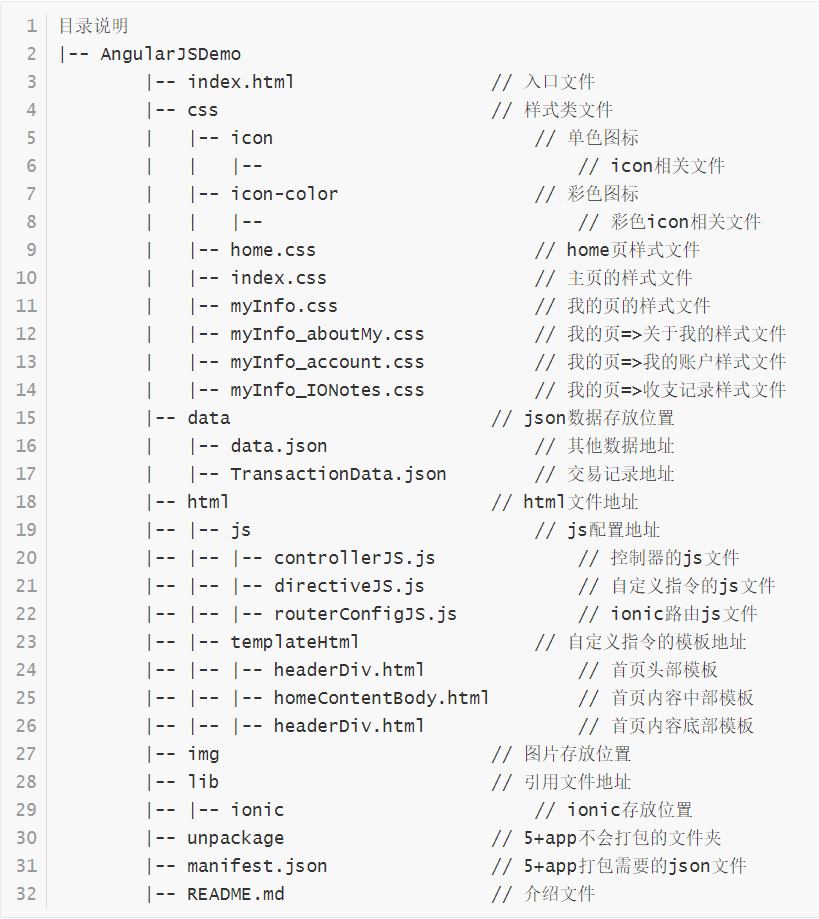 1 目录说明
2 |-- AngularJSDemo
3         |-- index.html                  // 入口文件
4         |-- css                         // 样式类文件
5         |   |-- icon                        // 单色图标
6         |   |   |--                             // icon相关文件
7         |   |-- icon-color                  // 彩色图标
8         |   |   |--                             // 彩色icon相关文件
9         |   |-- home.css                    // home页样式文件
10         |   |-- index.css                   // 主页的样式文件
11         |   |-- myInfo.css                  // 我的页的样式文件
12         |   |-- myInfo_aboutMy.css          // 我的页=>关于我的样式文件
13         |   |-- myInfo_account.css          // 我的页=>我的账户样式文件
14         |   |-- myInfo_IONotes.css          // 我的页=>收支记录样式文件
15         |-- data                        // json数据存放位置
16         |   |-- data.json                   // 其他数据地址
17         |   |-- TransactionData.json        // 交易记录地址
18         |-- html                        // html文件地址
19         |-- |-- js                          // js配置地址
20         |-- |-- |-- controllerJS.js             // 控制器的js文件
21         |-- |-- |-- directiveJS.js              // 自定义指令的js文件
22         |-- |-- |-- routerConfigJS.js           // ionic路由js文件
23         |-- |-- templateHtml                // 自定义指令的模板地址
24         |-- |-- |-- headerDiv.html              // 首页头部模板
25         |-- |-- |-- homeContentBody.html        // 首页内容中部模板
26         |-- |-- |-- headerDiv.html              // 首页内容底部模板
27         |-- img                         // 图片存放位置
28         |-- lib                         // 引用文件地址
29         |-- |-- ionic                       // ionic存放位置
30         |-- unpackage                   // 5+app不会打包的文件夹
31         |-- manifest.json               // 5+app打包需要的json文件
32         |-- README.md                   // 介绍文件